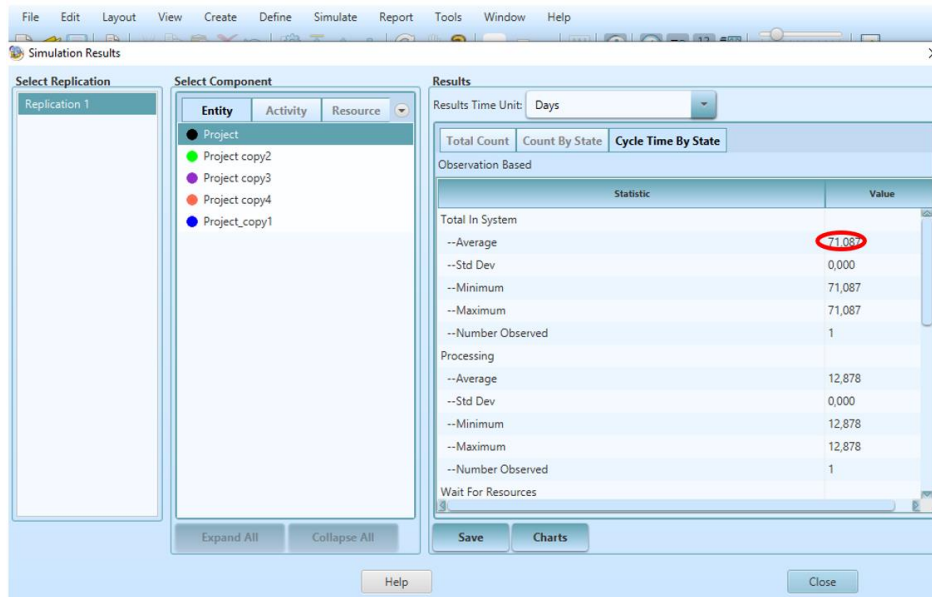 File Edit Layout View Create Define Simulate Report Tools Window Help
Simulation Results
Select Replication
Replication 1
Select Component
Entity Activity Resource
Project
Project copy2
Project copy3
Project copy4
Project_copy1
Expand All Collapse All
Results
Results Time Unit: Days
Total Count Count By State Cycle Time By State
Observation Based
Statistic Value
Total In System
--Average 71,087
--Std Dev 0,000
--Minimum 71,087
--Maximum 71,087
--Number Observed 1
Processing
--Average 12,878
--Std Dev 0,000
--Minimum 12,878
--Maximum 12,878
--Number Observed 1
Wait For Resources
Save Charts
Help Close